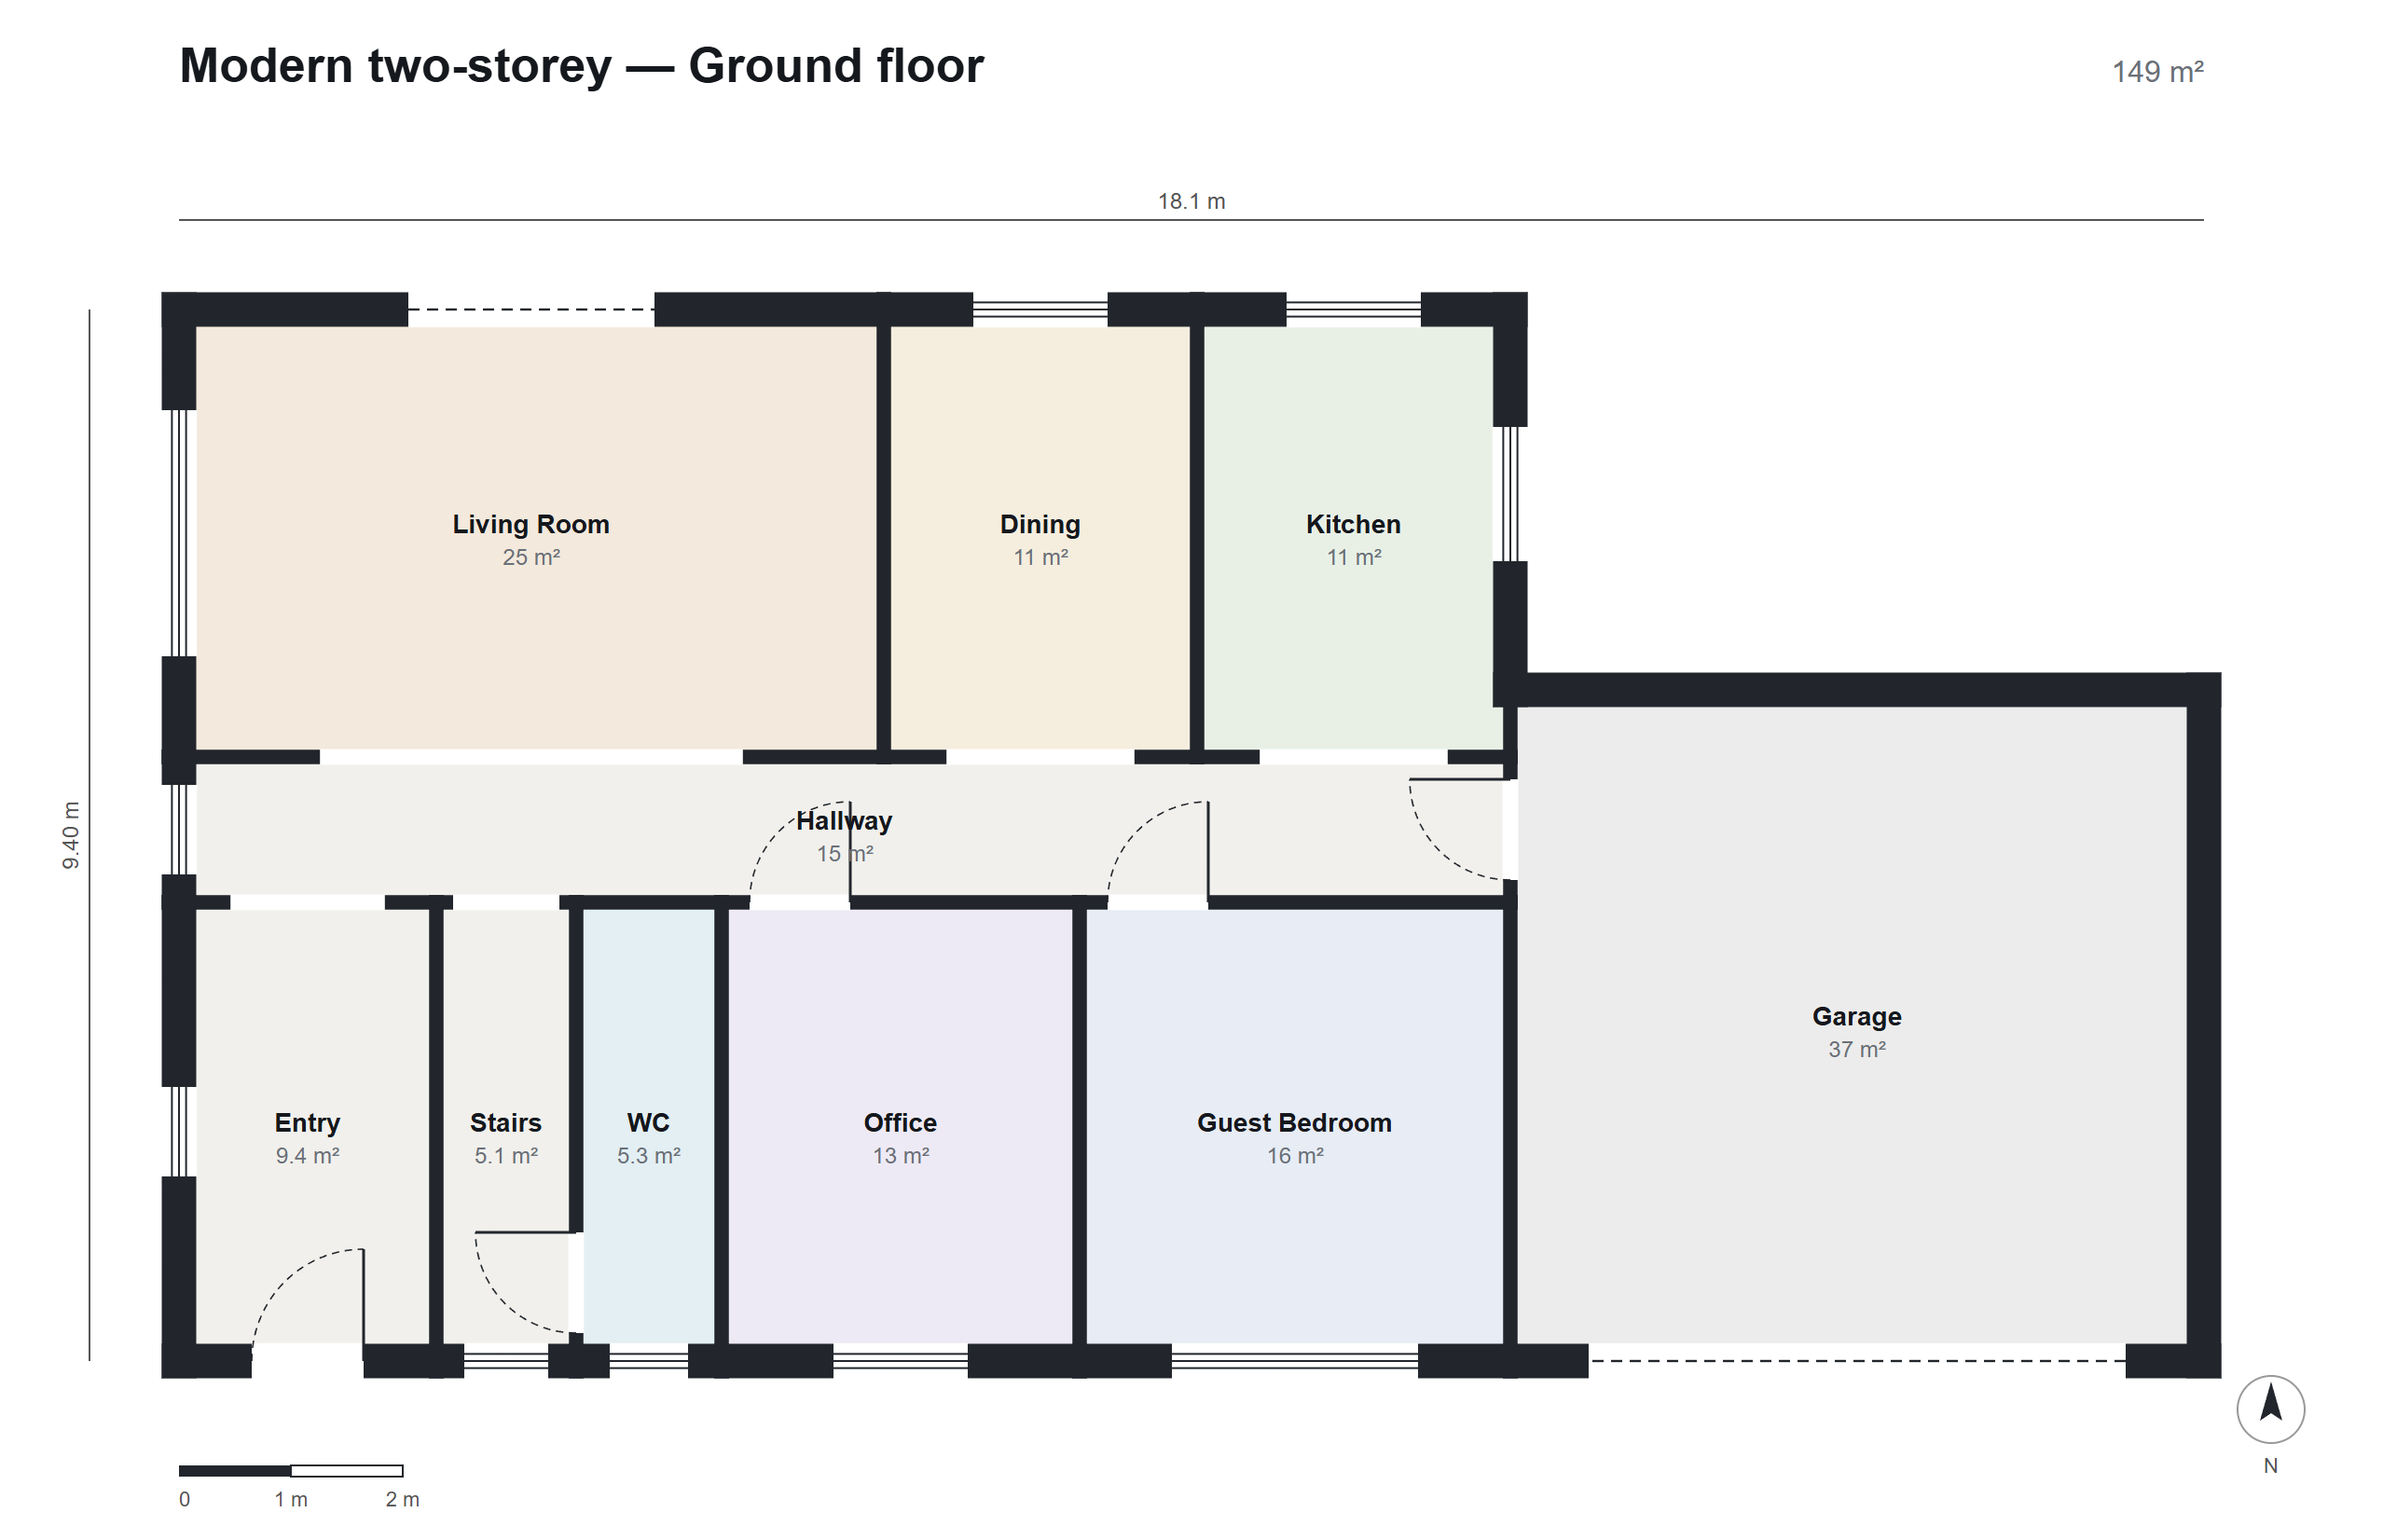 Modern two-storey — Ground floor
149 m²
18.1 m
9.40 m
Living Room
25 m²
Dining
11 m²
Kitchen
11 m²
Hallway
15 m²
Garage
37 m²
Entry
9.4 m²
Stairs
5.1 m²
WC
5.3 m²
Office
13 m²
Guest Bedroom
16 m²
N
0 1 m 2 m